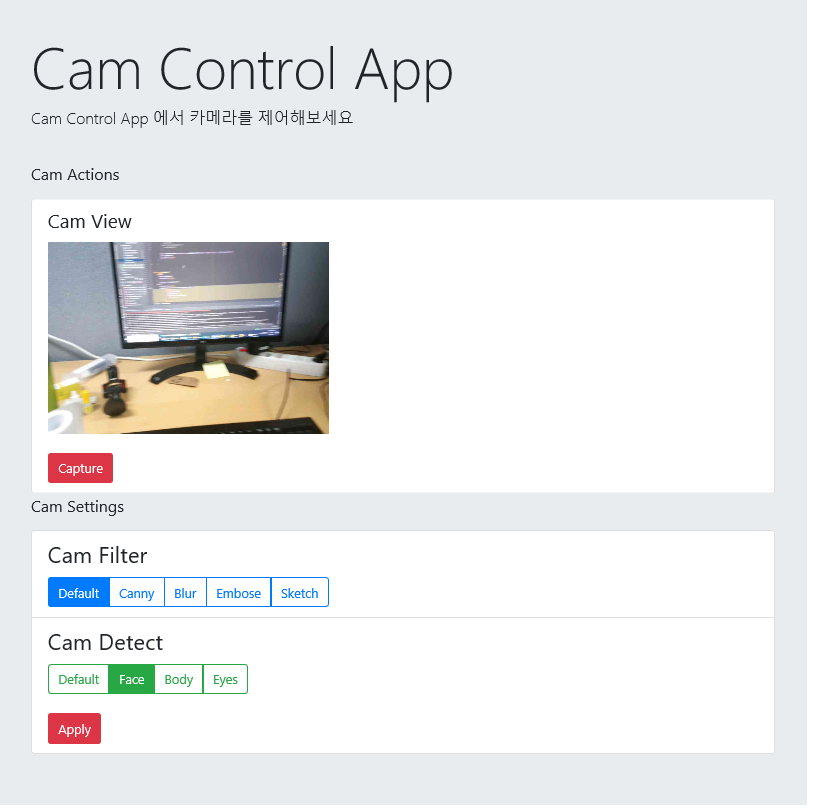 Cam Control App
Cam Control App 에서 카메라를 제어해보세요
Cam Actions
Cam View
Capture
Cam Settings
Cam Filter
Default Canny Blur Embose Sketch
Cam Detect
Default Face Body Eyes
Apply